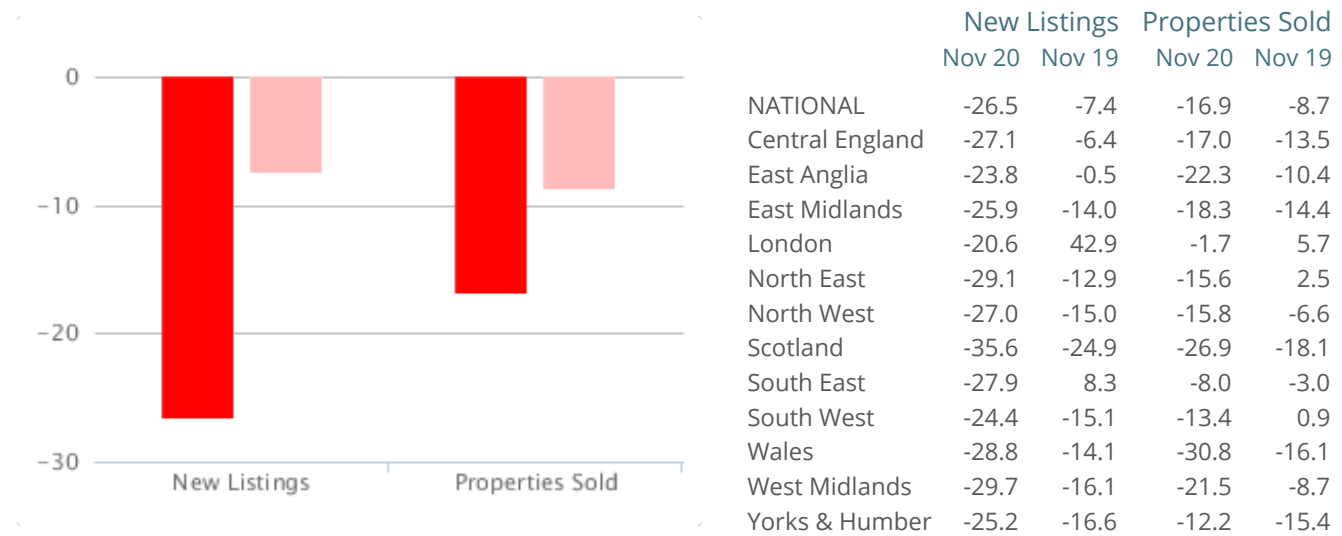 0
−10
−20
−30
New Listings Properties Sold
New Listings Properties Sold
Nov 20 Nov 19 Nov 20 Nov 19
NATIONAL -26.5 -7.4 -16.9 -8.7
Central England -27.1 -6.4 -17.0 -13.5
East Anglia -23.8 -0.5 -22.3 -10.4
East Midlands -25.9 -14.0 -18.3 -14.4
London -20.6 42.9 -1.7 5.7
North East -29.1 -12.9 -15.6 2.5
North West -27.0 -15.0 -15.8 -6.6
Scotland -35.6 -24.9 -26.9 -18.1
South East -27.9 8.3 -8.0 -3.0
South West -24.4 -15.1 -13.4 0.9
Wales -28.8 -14.1 -30.8 -16.1
West Midlands -29.7 -16.1 -21.5 -8.7
Yorks & Humber -25.2 -16.6 -12.2 -15.4